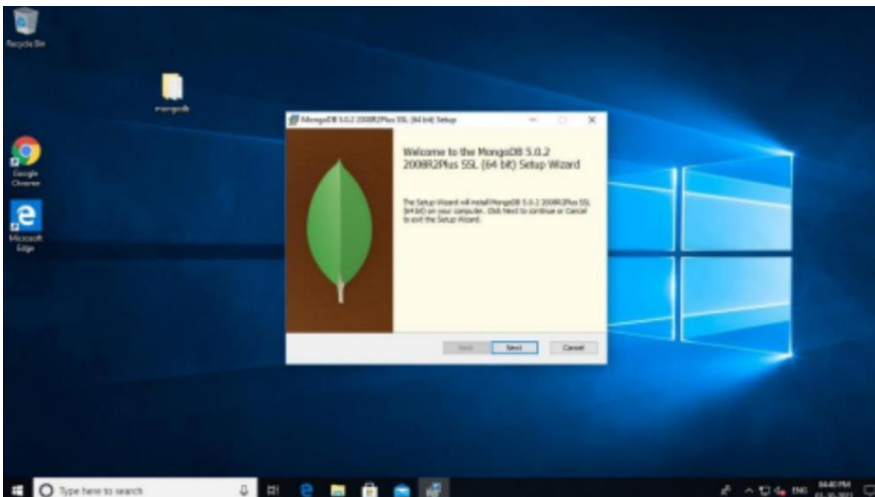 Recycle Bin
mongodb
Google
Chrome
Microsoft
Edge
MongoDB 5.0.2 2008R2Plus SSL (64 bit) Setup
Welcome to the MongoDB 5.0.2
2008R2Plus SSL (64 bit) Setup Wizard
The Setup Wizard will install MongoDB 5.0.2 2008R2Plus SSL
(64 bit) on your computer. Click Next to continue or Cancel
to exit the Setup Wizard.
Back
Next
Cancel
Type here to search
ENG
04:40 PM